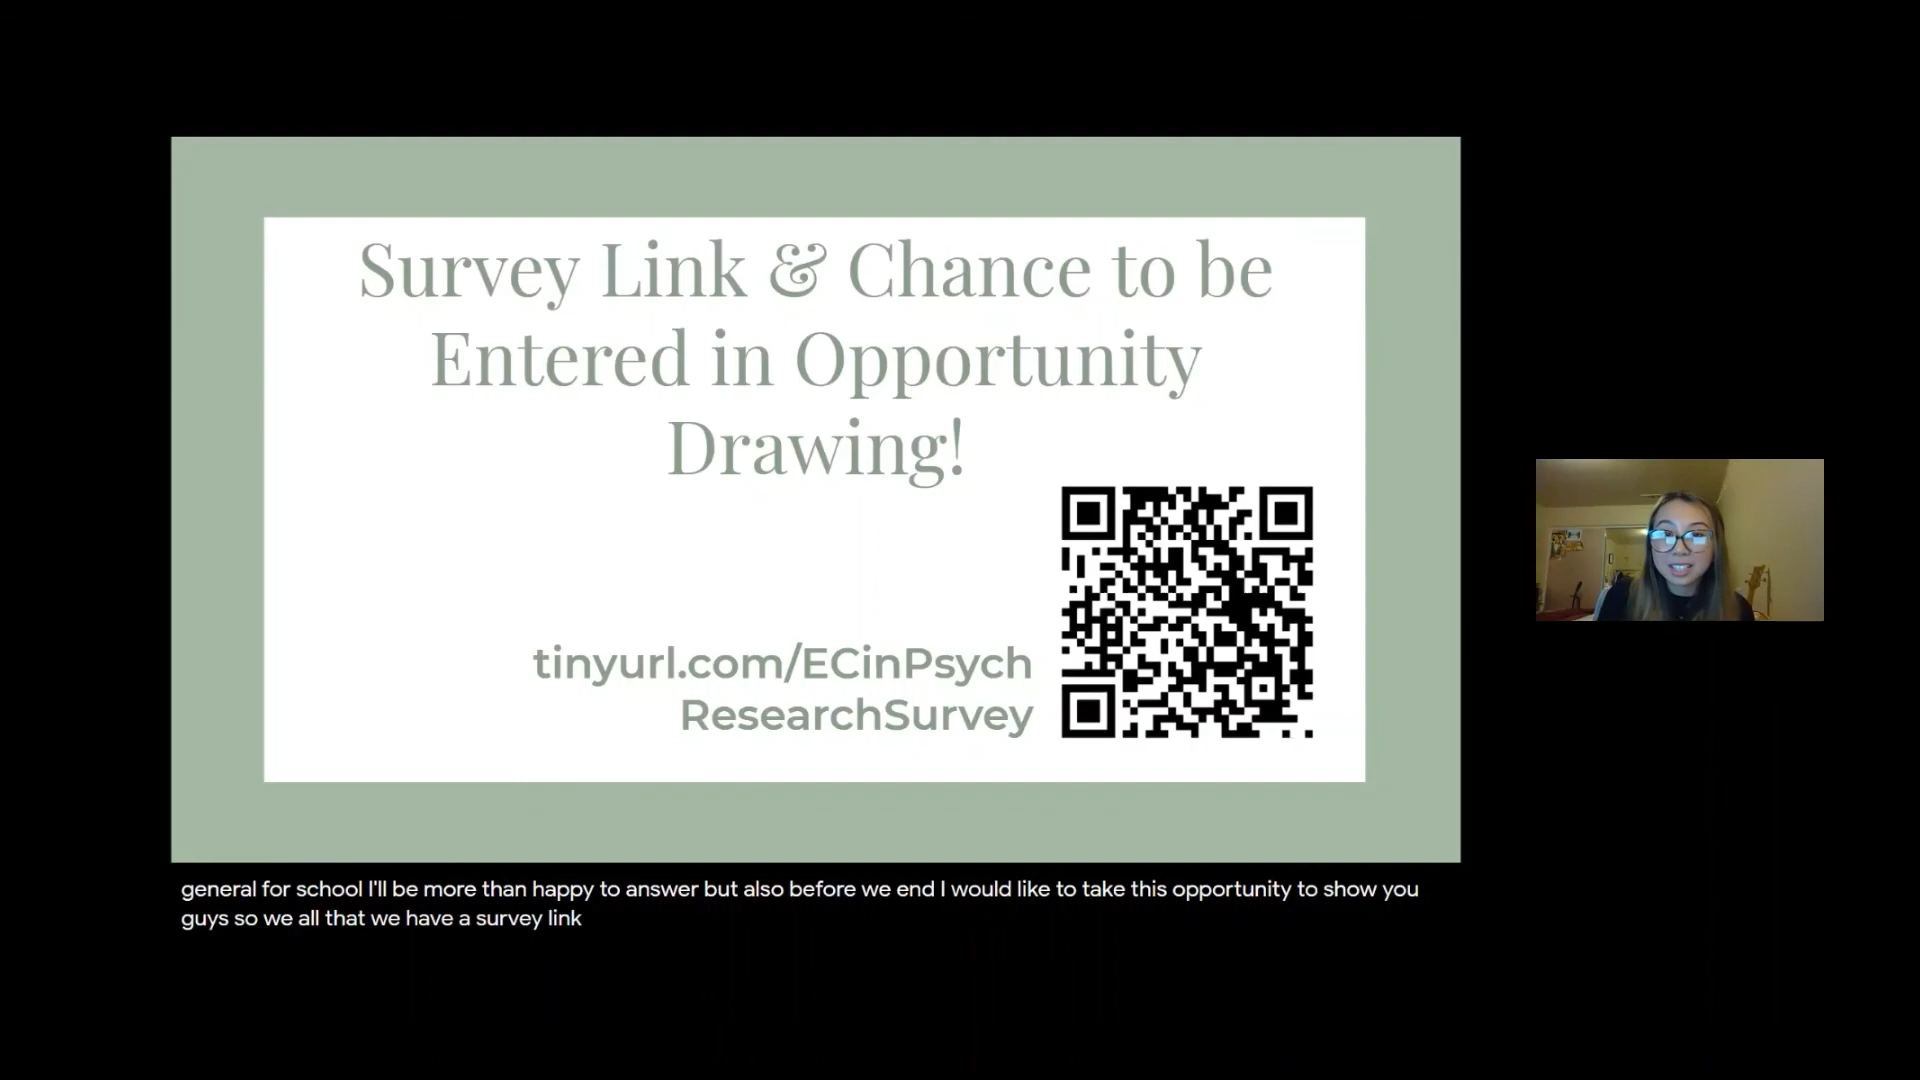 Survey Link & Chance to be
Entered in Opportunity
Drawing!
tinyurl.com/ECinPsych
ResearchSurvey
general for school I'll be more than happy to answer but also before we end I would like to take this opportunity to show you
guys so we all that we have a survey link